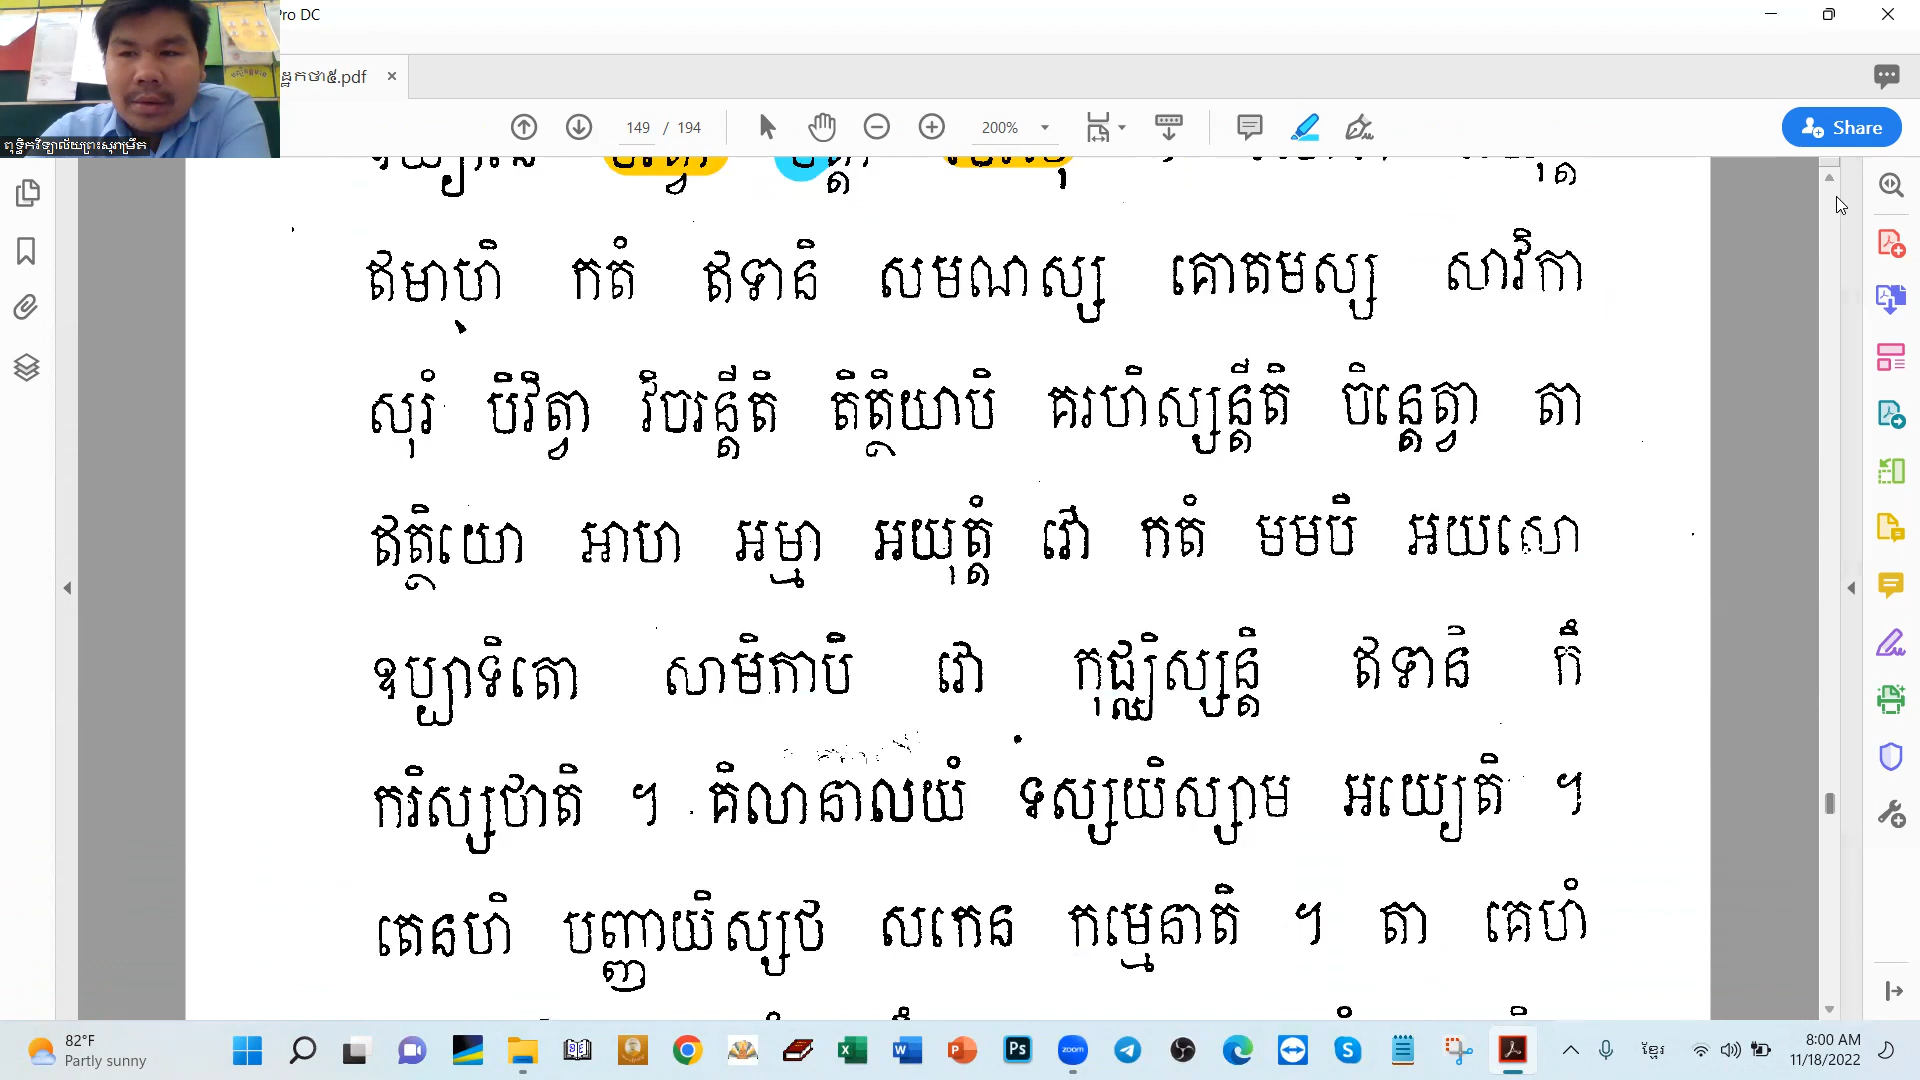 Pro DC
ដ្ឋកថា៥.pdf
149 / 194
200%
Share
ពុទ្ធិកវិទ្យាល័យព្រះសុរាម្រឹត
ឥមាហិ កតំ ឥទានិ សមណស្ស គោតមស្ស សាវិកា
សុរំ បិវិត្វា វិចរន្តីតិ តិត្ថិយាបិ គរហិស្សន្តីតិ ចិន្តេត្វា តា
ឥត្ថិយោ អាហ អម្មា អយុត្តំ វោ កតំ មមបិ អយសោ
ឧប្បាទិតោ សាមិកាបិ វោ កុជ្ឈិស្សន្តិ ឥទានិ កឹ
ករិស្សថាតិ ។ គិលានាលយំ ទស្សយិស្សាម អយ្យេតិ ។
តេនហិ បញ្ញាយិស្សថ សកេន កម្មេនាតិ ។ តា គេហំ
82°F
Partly sunny
zoom
ខ្មែរ
8:00 AM
11/18/2022